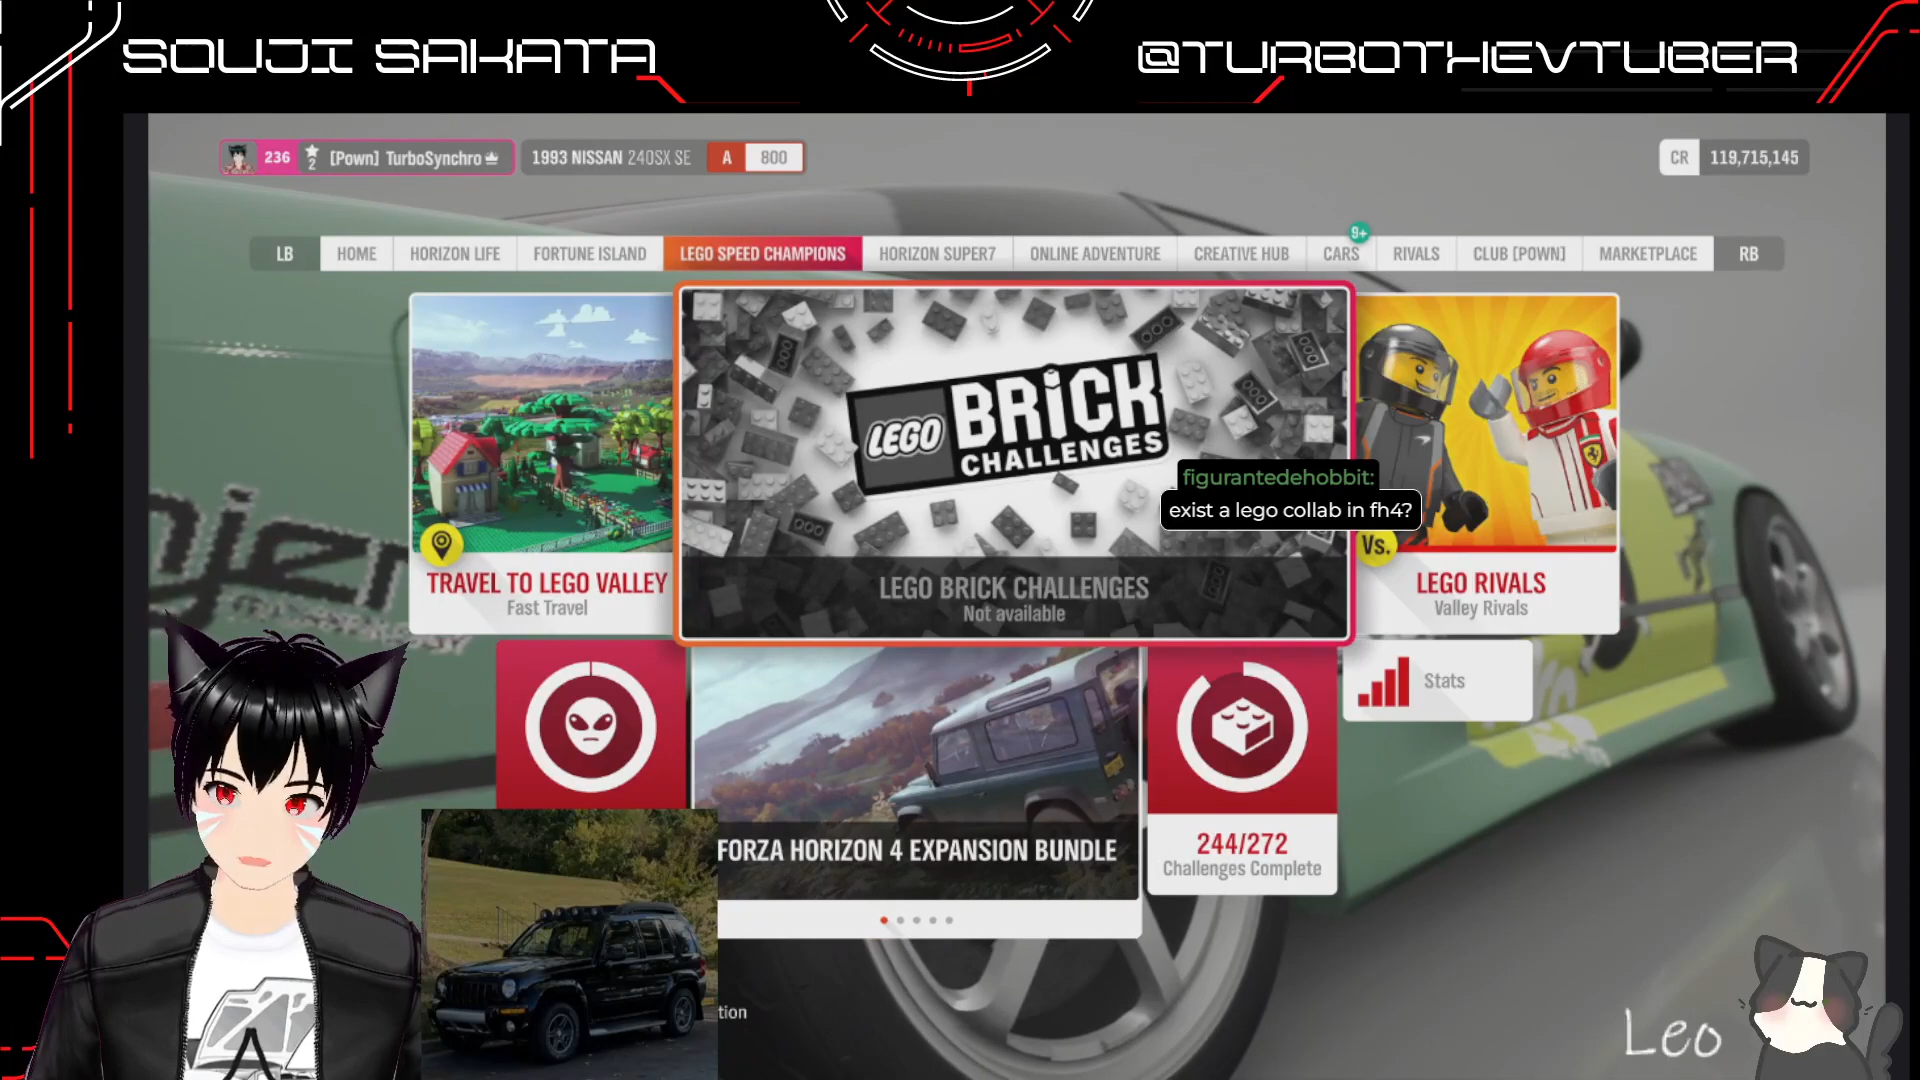 SOUJI SAKATA
@TURBOTHEVTUBER
236 2 [Pown] TurboSynchro
1993 NISSAN 240SX SE A 800
CR 119,715,145
LB HOME HORIZON LIFE FORTUNE ISLAND LEGO SPEED CHAMPIONS HORIZON SUPER7 ONLINE ADVENTURE CREATIVE HUB CARS 9+ RIVALS CLUB [POWN] MARKETPLACE RB
LEGO BRICK
CHALLENGES
figurantedehobbit:
exist a lego collab in fh4?
Vs.
TRAVEL TO LEGO VALLEY
Fast Travel
LEGO BRICK CHALLENGES
Not available
LEGO RIVALS
Valley Rivals
Stats
FORZA HORIZON 4 EXPANSION BUNDLE
244/272
Challenges Complete
tion
Leo